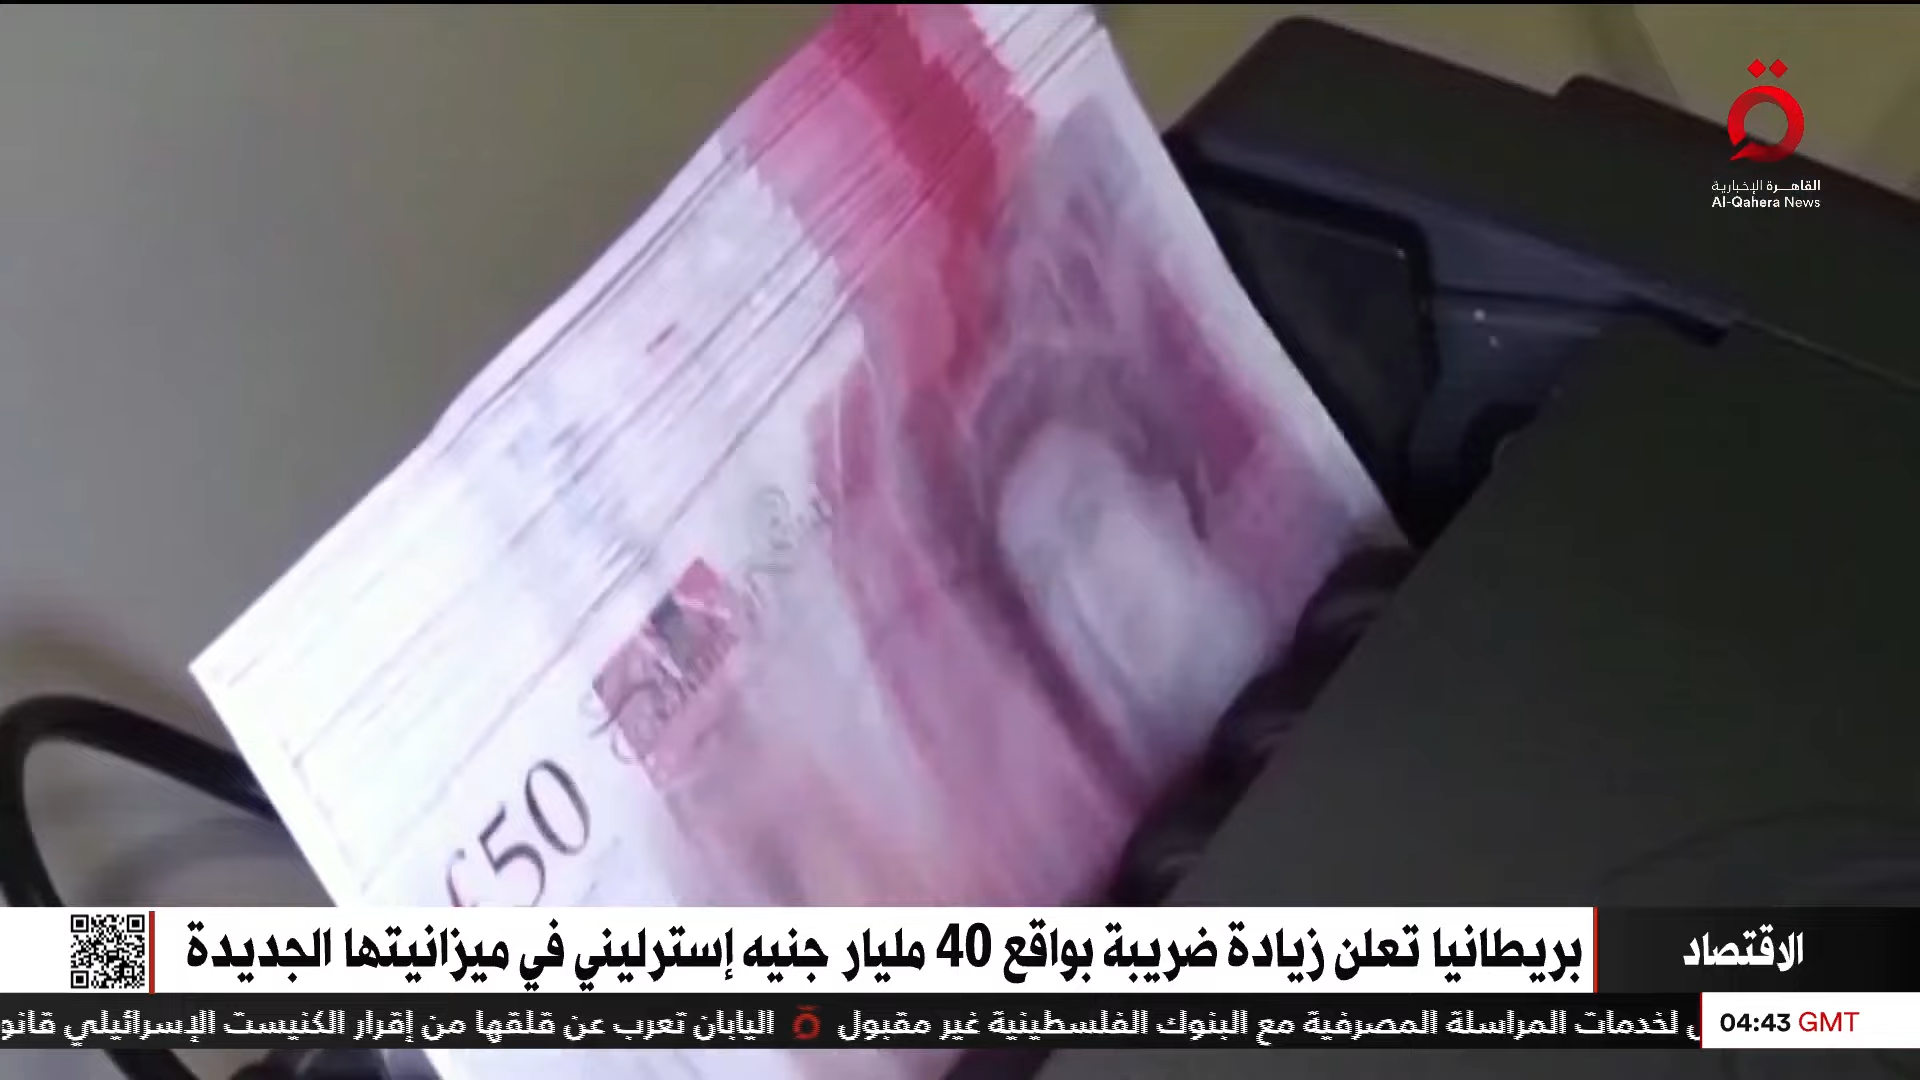 القاهرة الإخبارية
Al-Qahera News
£50
الاقتصاد
بريطانيا تعلن زيادة ضريبة بواقع 40 مليار جنيه إسترليني في ميزانيتها الجديدة
04:43 GMT
لخدمات المراسلة المصرفية مع البنوك الفلسطينية غير مقبول
اليابان تعرب عن قلقها من إقرار الكنيست الإسرائيلي